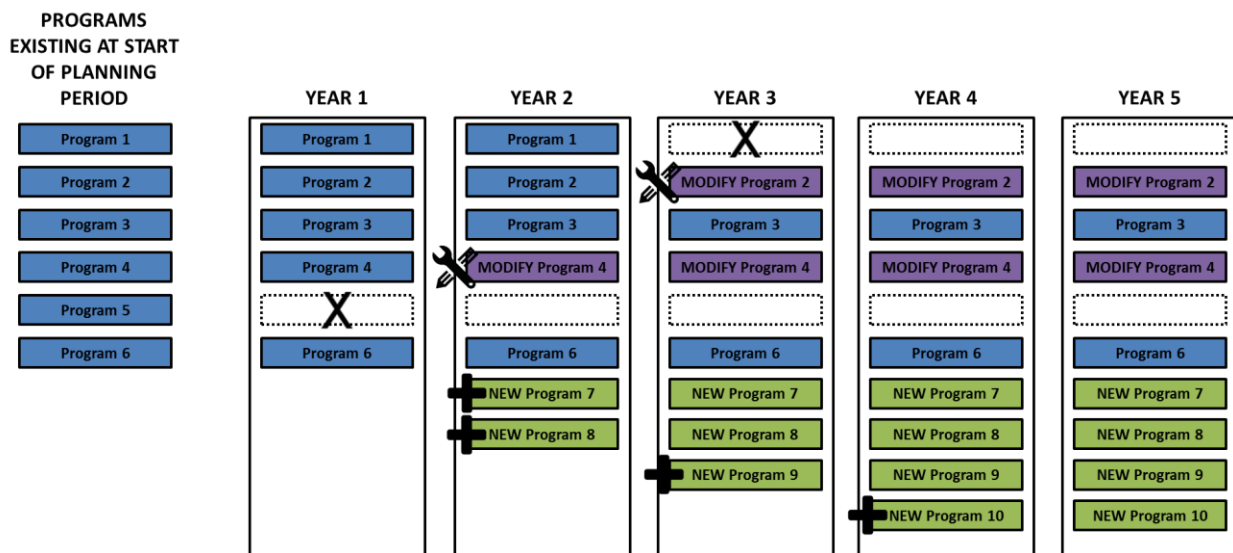 PROGRAMS
EXISTING AT START
OF PLANNING
PERIOD
YEAR 1
YEAR 2
YEAR 3
YEAR 4
YEAR 5
Program 1
Program 1
Program 1
X
Program 2
Program 2
Program 2
MODIFY Program 2
MODIFY Program 2
MODIFY Program 2
Program 3
Program 3
Program 3
Program 3
Program 3
Program 3
Program 4
Program 4
MODIFY Program 4
MODIFY Program 4
MODIFY Program 4
MODIFY Program 4
Program 5
X
Program 6
Program 6
Program 6
Program 6
Program 6
Program 6
NEW Program 7
NEW Program 7
NEW Program 7
NEW Program 7
NEW Program 8
NEW Program 8
NEW Program 8
NEW Program 8
NEW Program 9
NEW Program 9
NEW Program 9
NEW Program 10
NEW Program 10